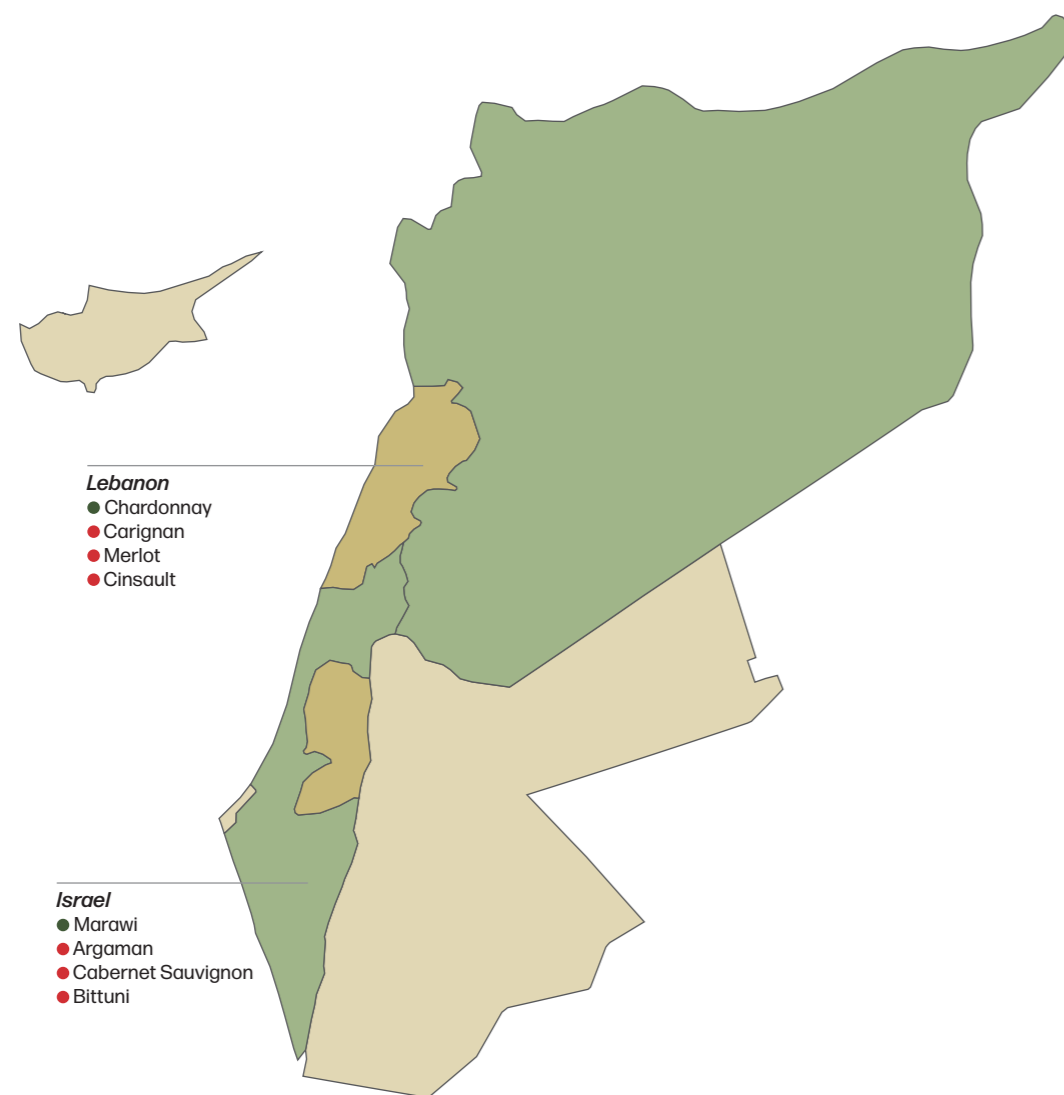 Lebanon
Chardonnay
Carignan
Merlot
Cinsault
Israel
Marawi
Argaman
Cabernet Sauvignon
Bittuni